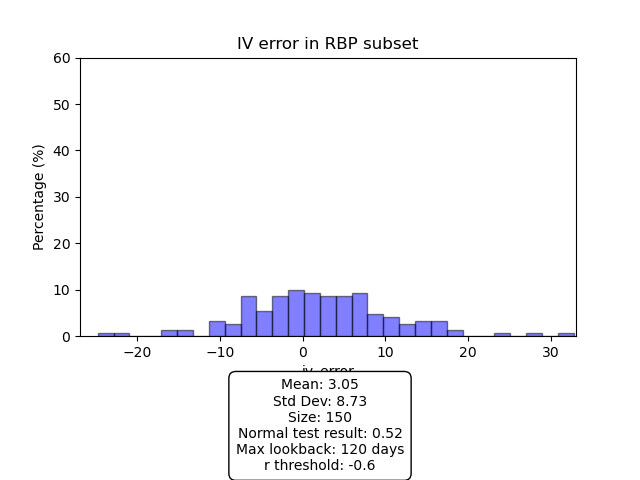 IV error in RBP subset
60
50
40
30
20
10
0
Percentage (%)
−20
−10
0
10
20
30
iv_error
Mean: 3.05
Std Dev: 8.73
Size: 150
Normal test result: 0.52
Max lookback: 120 days
r threshold: -0.6